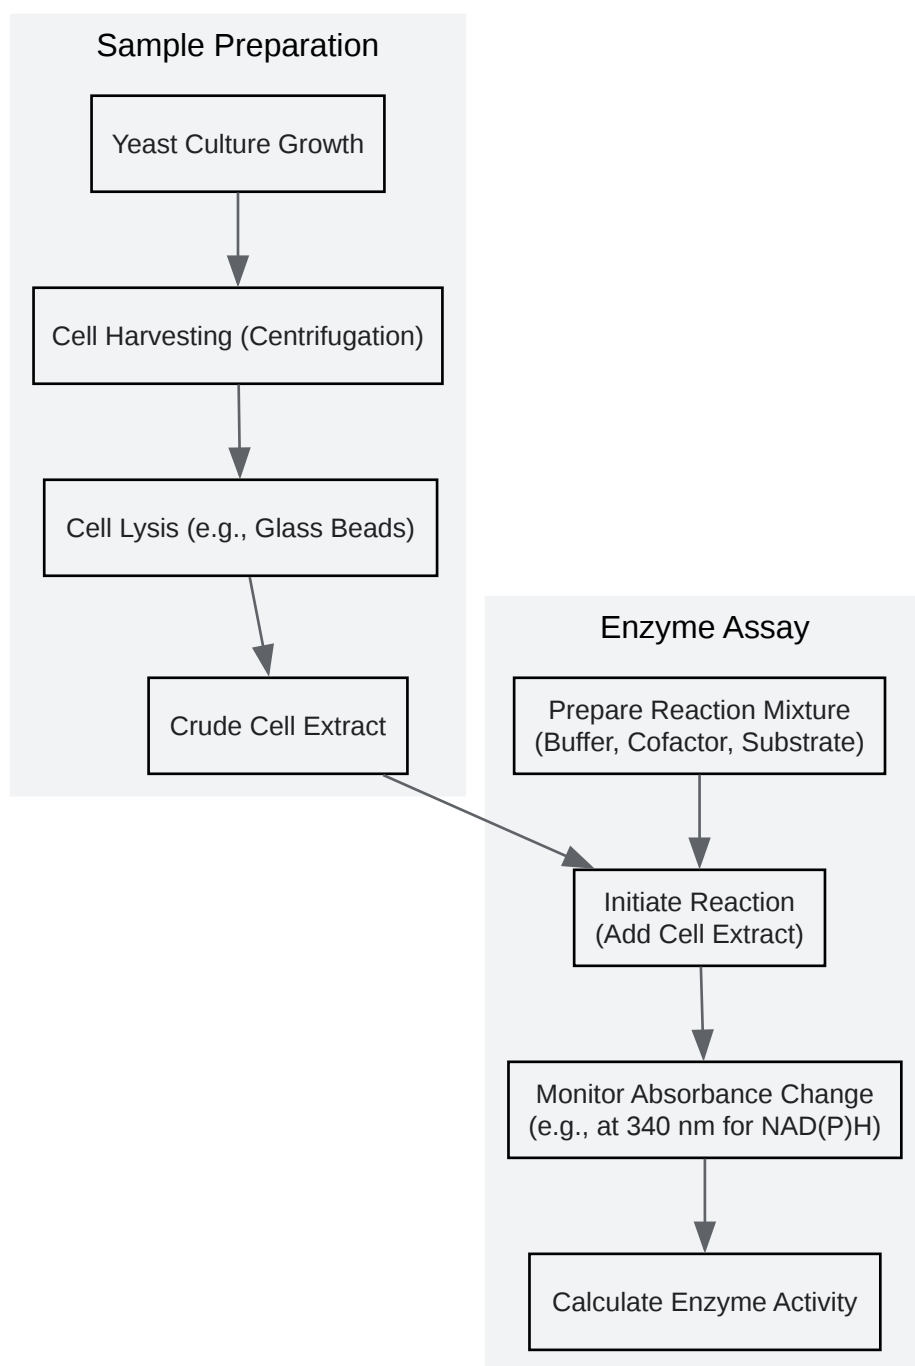 Sample Preparation
Yeast Culture Growth
Cell Harvesting (Centrifugation)
Cell Lysis (e.g., Glass Beads)
Crude Cell Extract
Enzyme Assay
Prepare Reaction Mixture
(Buffer, Cofactor, Substrate)
Initiate Reaction
(Add Cell Extract)
Monitor Absorbance Change
(e.g., at 340 nm for NAD(P)H)
Calculate Enzyme Activity